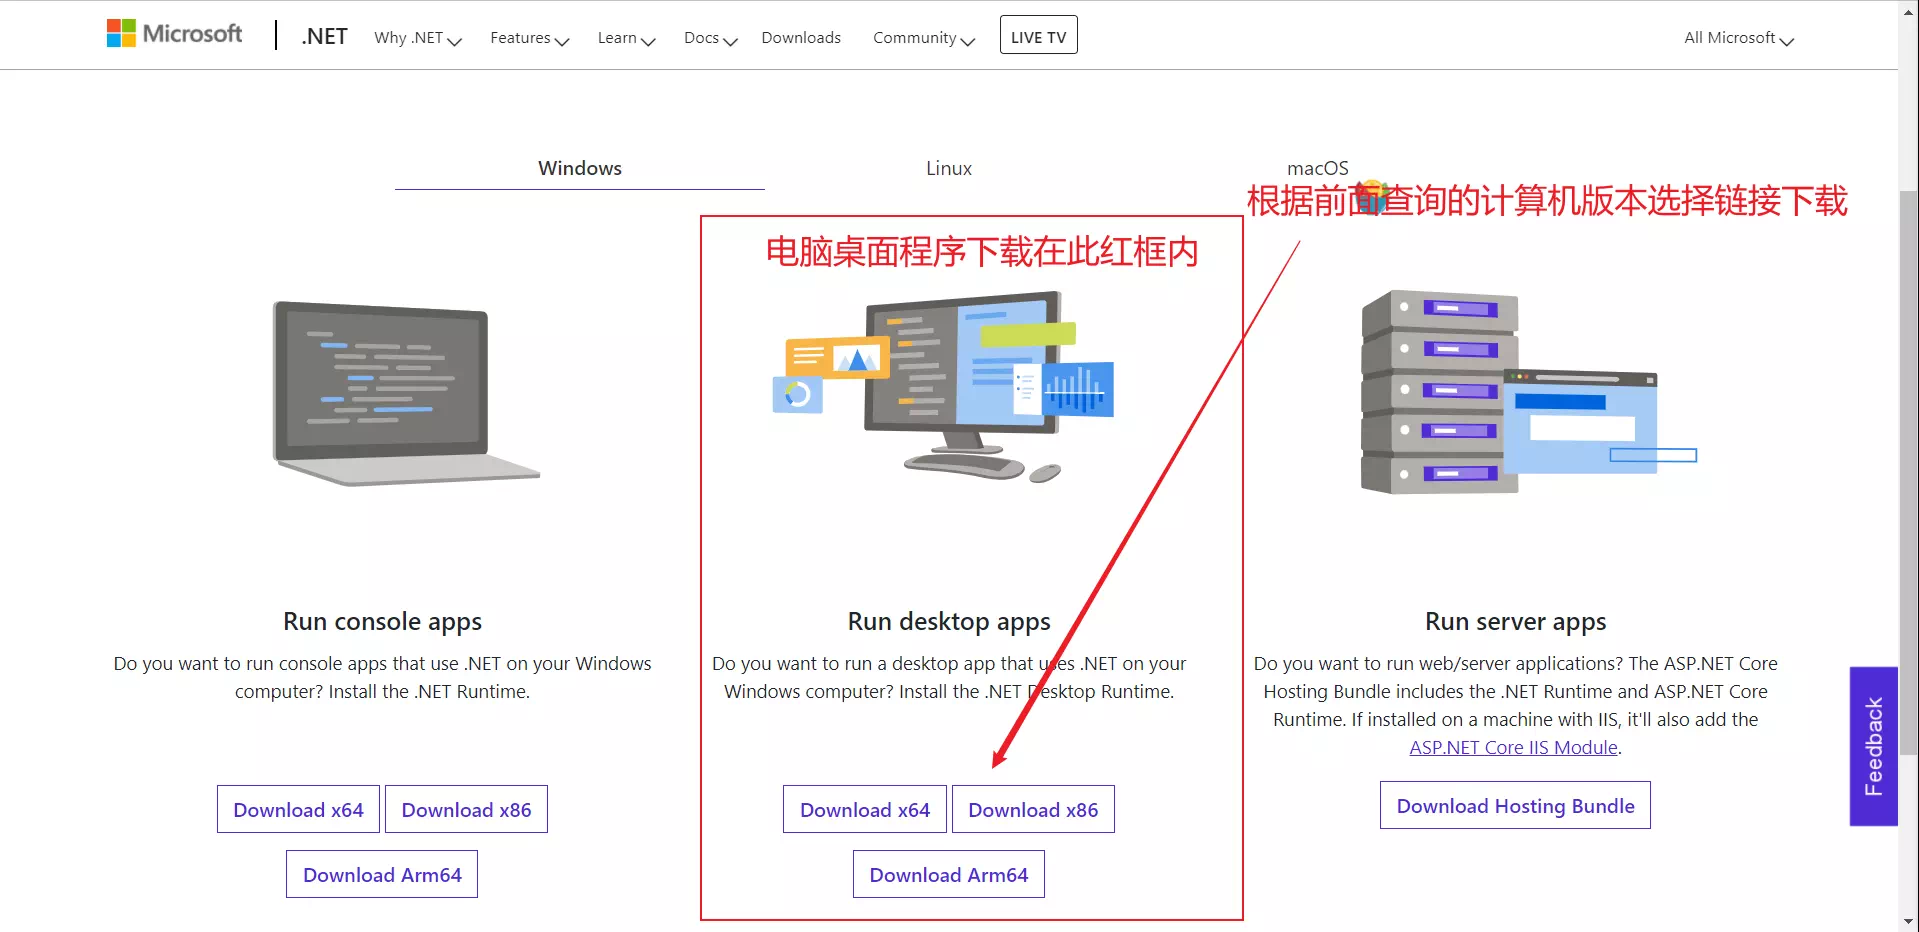 Microsoft
.NET
Why .NET
Features
Learn
Docs
Downloads
Community
LIVE TV
All Microsoft
Windows
Linux
macOS
根据前面查询的计算机版本选择链接下载
电脑桌面程序下载在此红框内
Run console apps
Do you want to run console apps that use .NET on your Windows
computer? Install the .NET Runtime.
Download x64
Download x86
Download Arm64
Run desktop apps
Do you want to run a desktop app that uses .NET on your
Windows computer? Install the .NET Desktop Runtime.
Download x64
Download x86
Download Arm64
Run server apps
Do you want to run web/server applications? The ASP.NET Core
Hosting Bundle includes the .NET Runtime and ASP.NET Core
Runtime. If installed on a machine with IIS, it'll also add the
ASP.NET Core IIS Module.
Download Hosting Bundle
Feedback